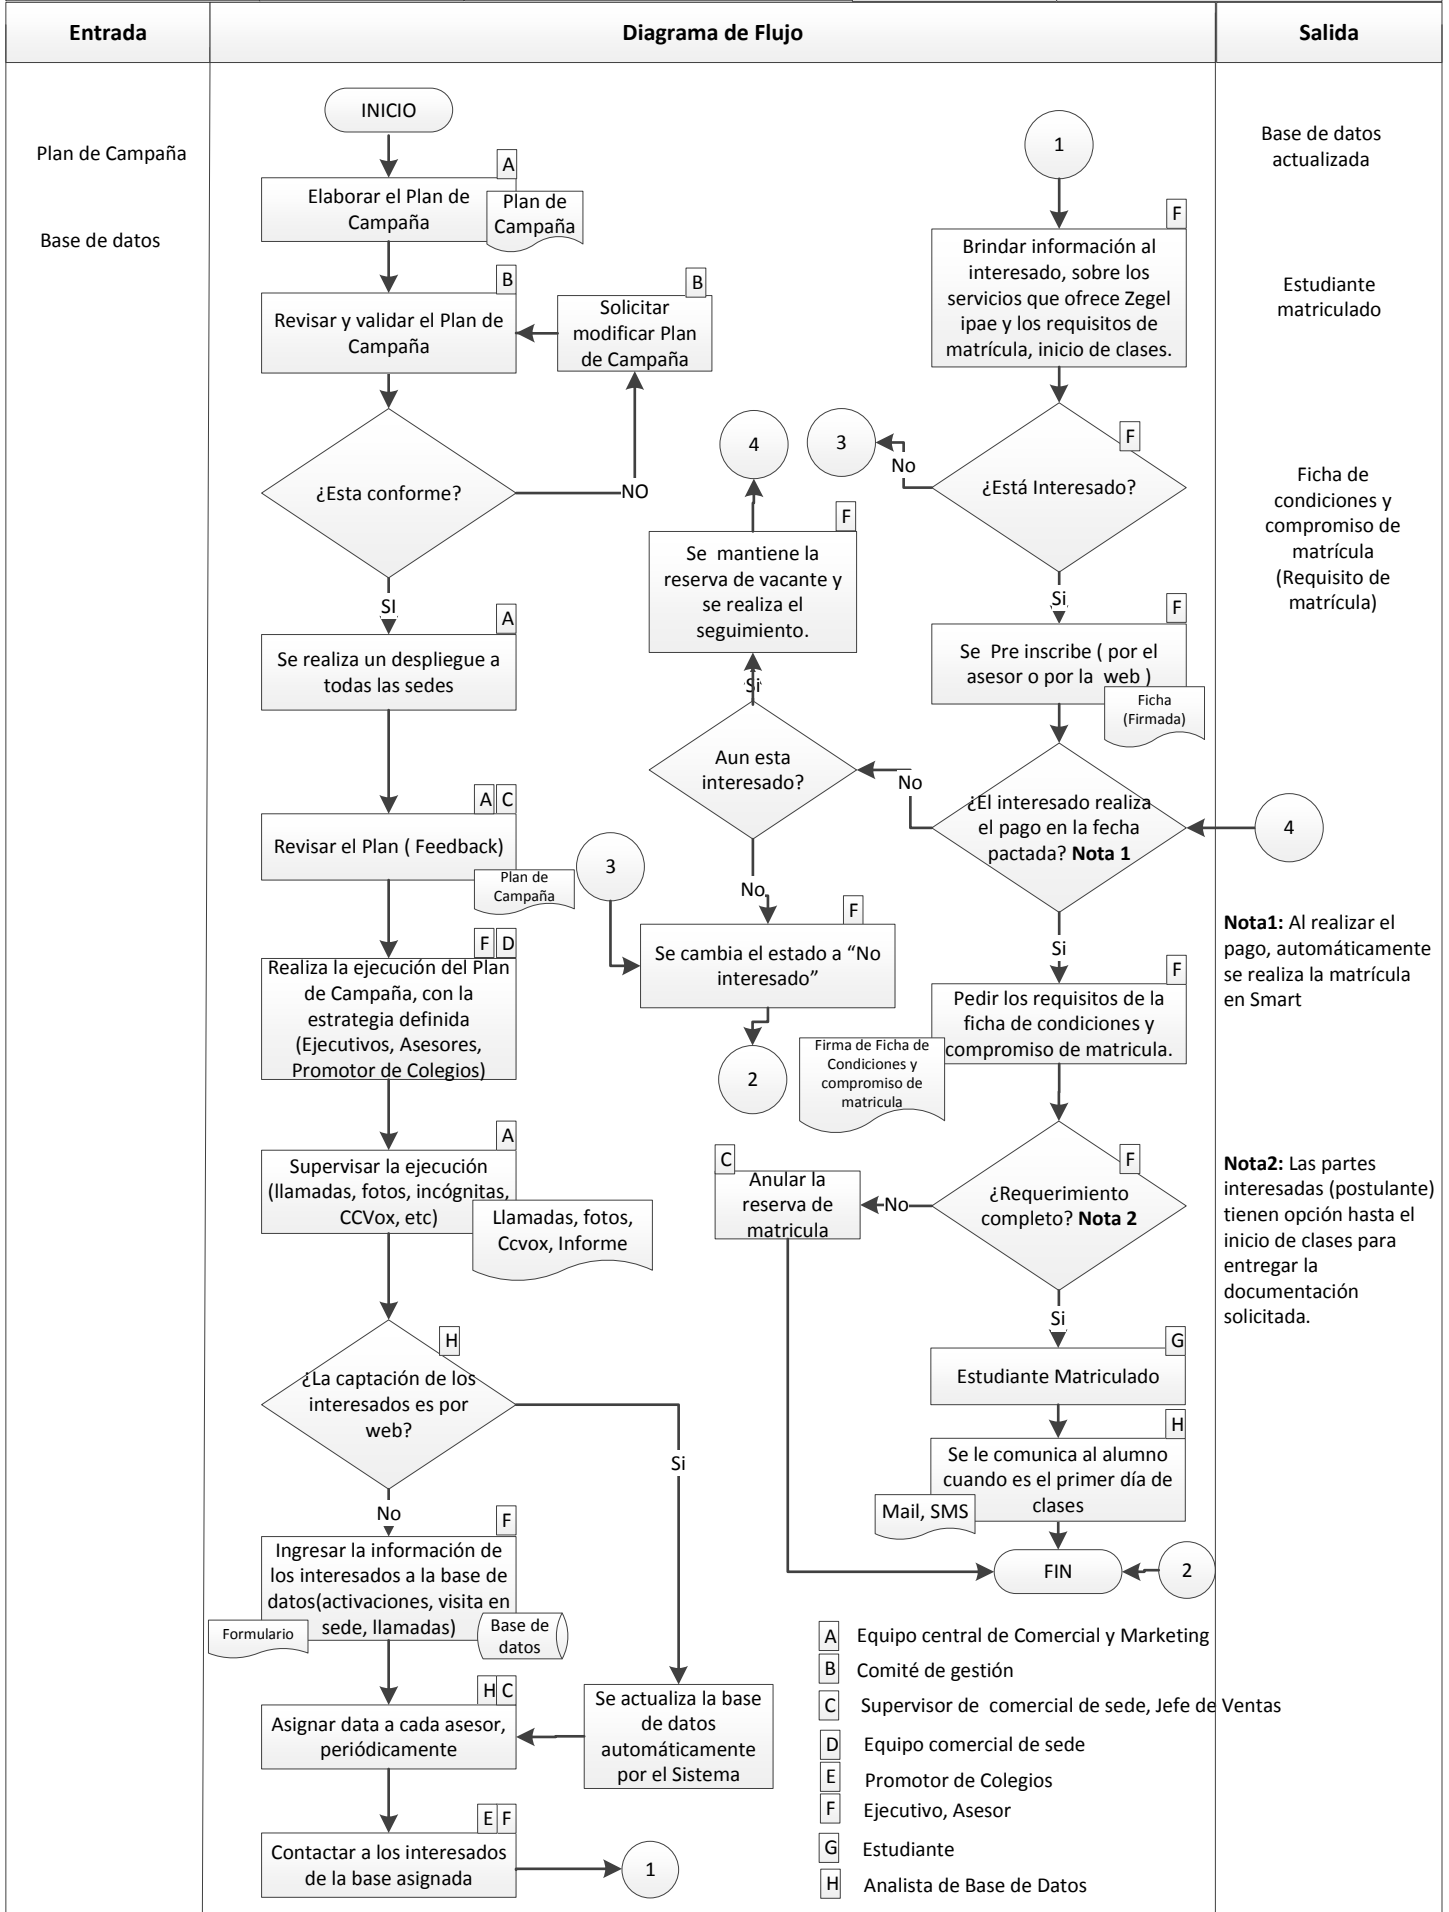 Entrada
Diagrama de Flujo
Salida
Plan de Campaña
Base de datos
INICIO
A
Elaborar el Plan de
Campaña
Plan de
Campaña
B
Revisar y validar el Plan de
Campaña
B
Solicitar
modificar Plan
de Campaña
¿Esta conforme?
NO
SI
A
Se realiza un despliegue a
todas las sedes
A C
Revisar el Plan ( Feedback)
Plan de
Campaña
F D
Realiza la ejecución del Plan
de Campaña, con la
estrategia definida
(Ejecutivos, Asesores,
Promotor de Colegios)
A
Supervisar la ejecución
(llamadas, fotos, incógnitas,
CCVox, etc)
Llamadas, fotos,
Ccvox, Informe
H
¿La captación de los
interesados es por
web?
Si
No
F
Ingresar la información de
los interesados a la base de
datos(activaciones, visita en
sede, llamadas)
Formulario
Base de
datos
H C
Asignar data a cada asesor,
periódicamente
Se actualiza la base
de datos
automáticamente
por el Sistema
E F
Contactar a los interesados
de la base asignada
1
1
F
Brindar información al
interesado, sobre los
servicios que ofrece Zegel
ipae y los requisitos de
matrícula, inicio de clases.
F
¿Está Interesado?
No
3
4
F
Se mantiene la
reserva de vacante y
se realiza el
seguimiento.
Si
Si
F
Se Pre inscribe ( por el
asesor o por la web )
Ficha
(Firmada)
Aun esta
interesado?
No
¿El interesado realiza
el pago en la fecha
pactada? Nota 1
4
3
No
F
Se cambia el estado a “No
interesado”
2
Si
F
Pedir los requisitos de la
ficha de condiciones y
compromiso de matricula.
Firma de Ficha de
Condiciones y
compromiso de
matricula
F
¿Requerimiento
completo? Nota 2
No
C
Anular la
reserva de
matricula
Si
G
Estudiante Matriculado
H
Se le comunica al alumno
cuando es el primer día de
clases
Mail, SMS
FIN
2
A Equipo central de Comercial y Marketing
B Comité de gestión
C Supervisor de comercial de sede, Jefe de Ventas
D Equipo comercial de sede
E Promotor de Colegios
F Ejecutivo, Asesor
G Estudiante
H Analista de Base de Datos
Base de datos
actualizada
Estudiante
matriculado
Ficha de
condiciones y
compromiso de
matrícula
(Requisito de
matrícula)
Nota1: Al realizar el
pago, automáticamente
se realiza la matrícula
en Smart
Nota2: Las partes
interesadas (postulante)
tienen opción hasta el
inicio de clases para
entregar la
documentación
solicitada.